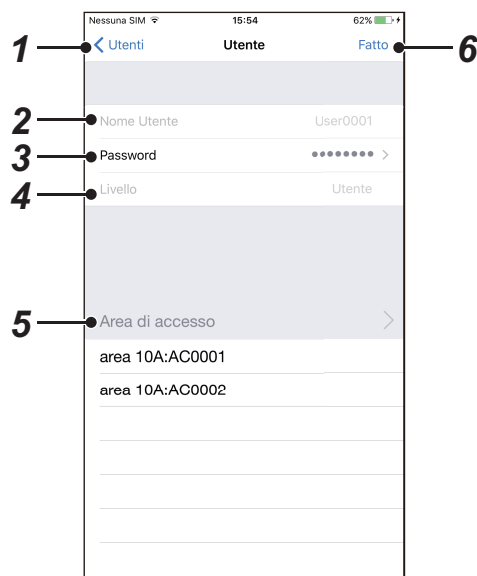 Nessuna SIM 15:54 62%
1 Utenti Utente Fatto 6
2 Nome Utente User0001
3 Password ••••••••
4 Livello Utente
5 Area di accesso
area 10A:AC0001
area 10A:AC0002